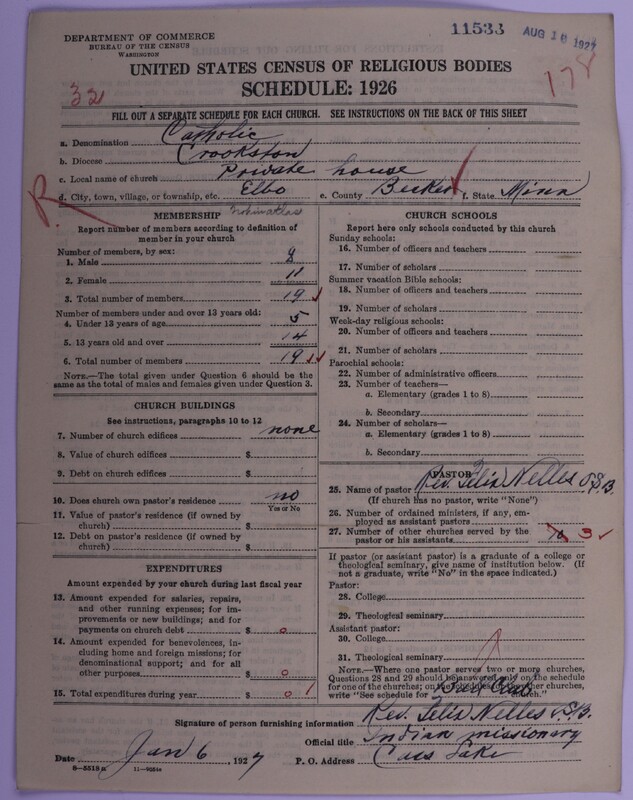 DEPARTMENT OF COMMERCE
BUREAU OF THE CENSUS
WASHINGTON
11533
AUG 10 1927
178
32
UNITED STATES CENSUS OF RELIGIOUS BODIES
SCHEDULE: 1926
FILL OUT A SEPARATE SCHEDULE FOR EACH CHURCH. SEE INSTRUCTIONS ON THE BACK OF THIS SHEET
a. Denomination Catholic
b. Diocese Crookston
c. Local name of church Private house
d. City, town, village, or township, etc. Elbo e. County Becker f. State Minn
R
MEMBERSHIP
Report number of members according to definition of
member in your church
Number of members, by sex:
1. Male 8
2. Female 11
3. Total number of members 19
Number of members under and over 13 years old:
4. Under 13 years of age 5
5. 13 years old and over 14
6. Total number of members 19
NOTE.—The total given under Question 6 should be
same as the total of males and females given under Question 3.
CHURCH BUILDINGS
See instructions, paragraphs 10 to 12
7. Number of church edifices none
8. Value of church edifices $
9. Debt on church edifices $
10. Does church own pastor's residence no
Yes or No
11. Value of pastor's residence (if owned by
church) $
12. Debt on pastor's residence (if owned by
church) $
EXPENDITURES
Amount expended by your church during last fiscal year
13. Amount expended for salaries, repairs,
and other running expenses; for im-
provements or new buildings; and for
payments on church debt $ 0
14. Amount expended for benevolences, in-
cluding home and foreign missions; for
denominational support; and for all
other purposes $ 0
15. Total expenditures during year $ 0
CHURCH SCHOOLS
Report here only schools conducted by this church
Sunday schools:
16. Number of officers and teachers
17. Number of scholars
Summer vacation Bible schools:
18. Number of officers and teachers
19. Number of scholars
Week-day religious schools:
20. Number of officers and teachers
21. Number of scholars
Parochial schools:
22. Number of administrative officers
23. Number of teachers—
a. Elementary (grades 1 to 8)
b. Secondary
24. Number of scholars—
a. Elementary (grades 1 to 8)
b. Secondary
PASTOR
25. Name of pastor Rev. Felix Nelles O.S.B.
(If church has no pastor, write "None")
26. Number of ordained ministers, if any, em-
ployed as assistant pastors
27. Number of other churches served by the
pastor or his assistants 3
If pastor (or assistant pastor) is a graduate of a college or
theological seminary, give name of institution below. (If
not a graduate, write "No" in the space indicated.)
Pastor:
28. College
29. Theological seminary
Assistant pastor:
30. College
31. Theological seminary
NOTE.—Where one pastor serves two or more churches,
Questions 28 and 29 should be answered only on the schedule
for one of the churches; on the schedules of the other churches,
write "See schedule for church."
Signature of person furnishing information Rev. Felix Nelles O.S.B.
Official title Indian missionary
Date Jan 6, 1927 P. O. Address Cass Lake
8—5519a 11—9054a